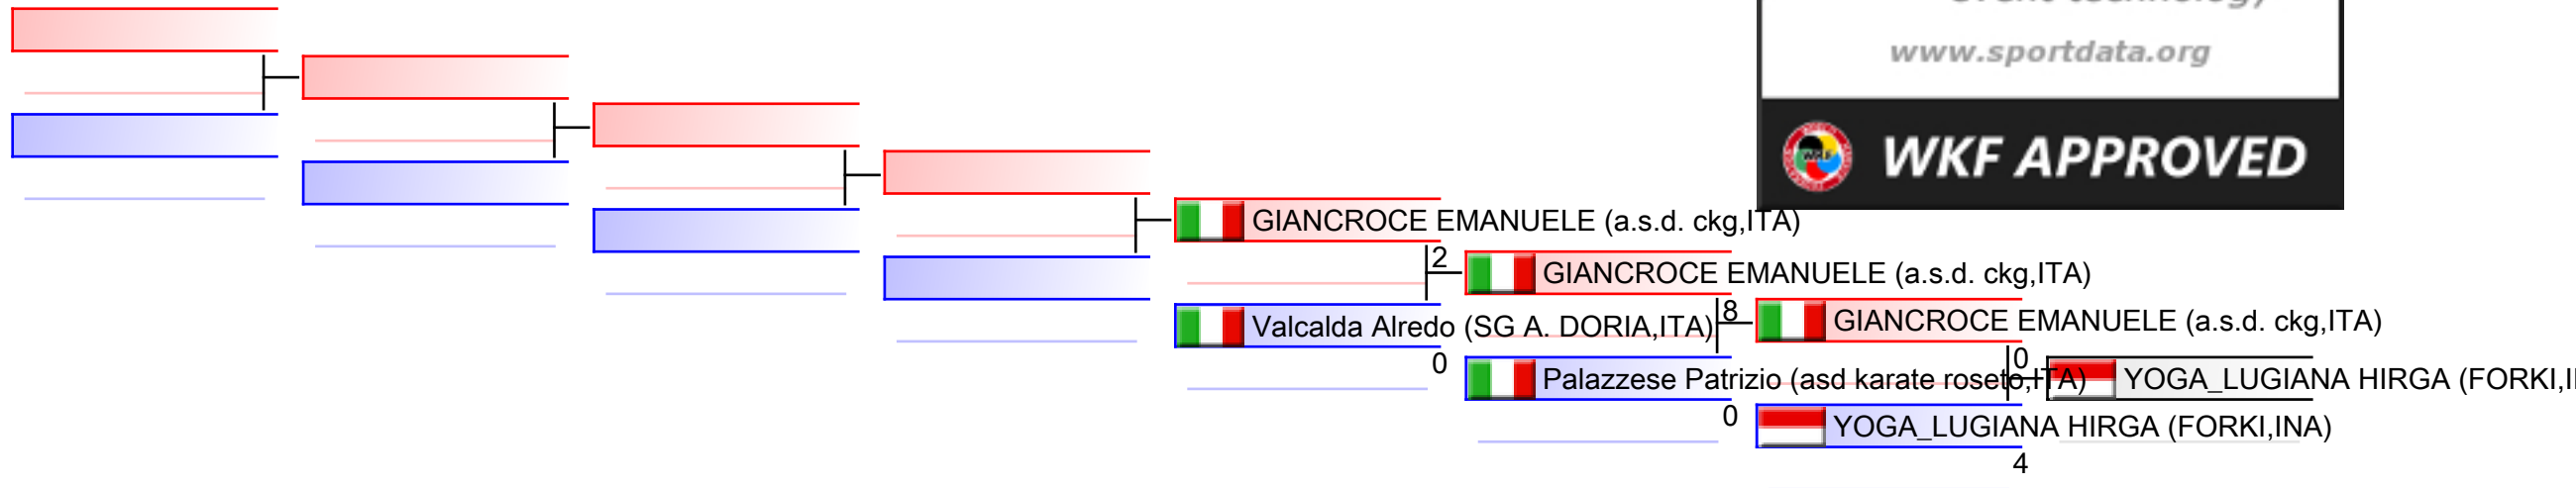 event technology
www.sportdata.org
WKF APPROVED
GIANCROCE EMANUELE (a.s.d. ckg,ITA)
2
GIANCROCE EMANUELE (a.s.d. ckg,ITA)
Valcalda Alredo (SG A. DORIA,ITA)
8
GIANCROCE EMANUELE (a.s.d. ckg,ITA)
0
Palazzese Patrizio (asd karate roseto,ITA)
0
YOGA_LUGIANA HIRGA (FORKI,I
0
YOGA_LUGIANA HIRGA (FORKI,INA)
4